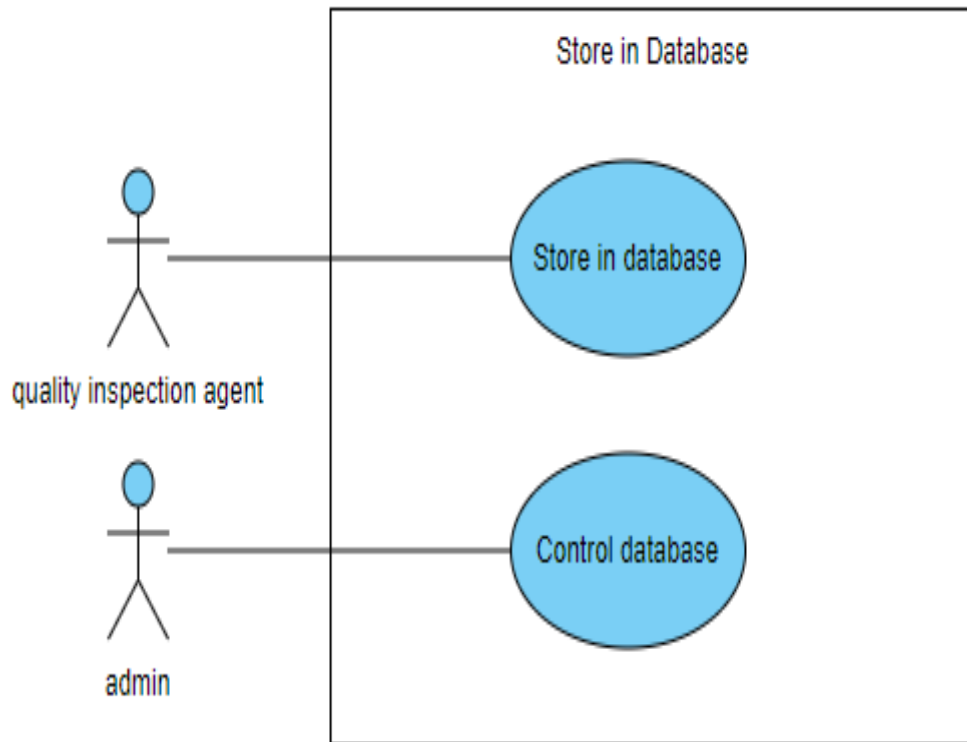 Store in Database
Store in database
quality inspection agent
Control database
admin